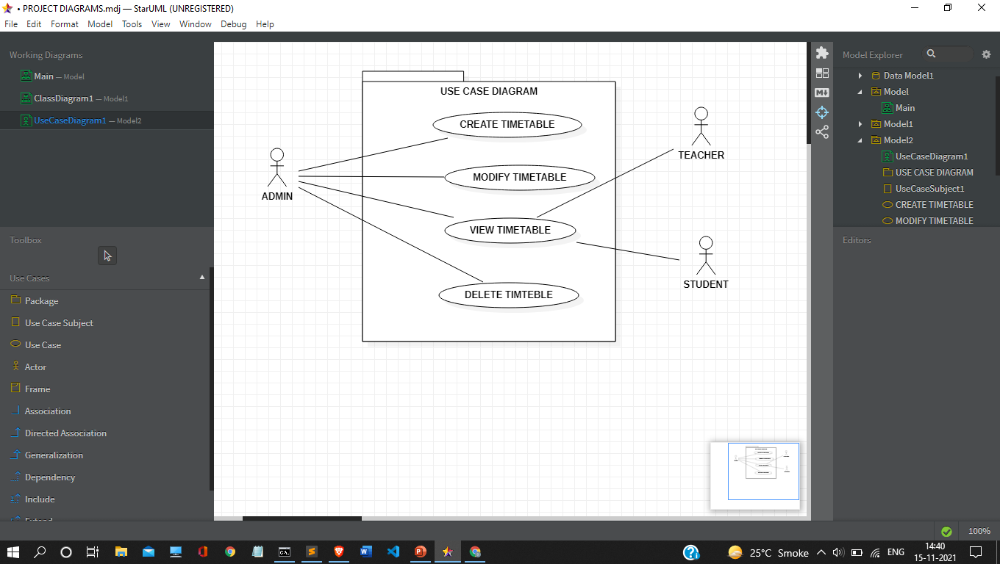 • PROJECT DIAGRAMS.mdj — StarUML (UNREGISTERED)
File Edit Format Model Tools View Window Debug Help
Working Diagrams
Main — Model
ClassDiagram1 — Model1
UseCaseDiagram1 — Model2
Toolbox
Use Cases
Package
Use Case Subject
Use Case
Actor
Frame
Association
Directed Association
Generalization
Dependency
Include
Extend
USE CASE DIAGRAM
CREATE TIMETABLE
MODIFY TIMETABLE
VIEW TIMETABLE
DELETE TIMTEBLE
ADMIN
TEACHER
STUDENT
Model Explorer
Data Model1
Model
Main
Model1
Model2
UseCaseDiagram1
USE CASE DIAGRAM
UseCaseSubject1
CREATE TIMETABLE
MODIFY TIMETABLE
Editors
100%
25°C Smoke
ENG
14:40
15-11-2021